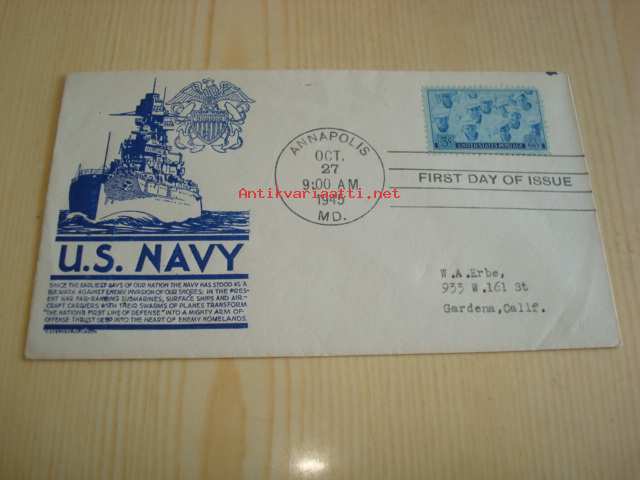 U.S. NAVY
SINCE THE EARLIEST DAYS OF OUR NATION THE NAVY HAS STOOD AS A
BULWARK AGAINST ENEMY INVASION OF OUR SHORES: IN THE PRES-
ENT WAR FAR-RANGING SUBMARINES, SURFACE SHIPS AND AIR-
CRAFT CARRIERS WITH THEIR SWARMS OF PLANES TRANSFORM
"THE NATION'S FIRST LINE OF DEFENSE" INTO A MIGHTY ARM OF
OFFENSE THRUST DEEP INTO THE HEART OF ENEMY HOMELANDS.
ANNAPOLIS
OCT.
27
9:00 AM
1945
MD.
3¢ UNITED STATES POSTAGE 3¢
FIRST DAY OF ISSUE
W.A.Erbe,
933 W.161 St
Gardena,Calif.
Antikvariaatti.net